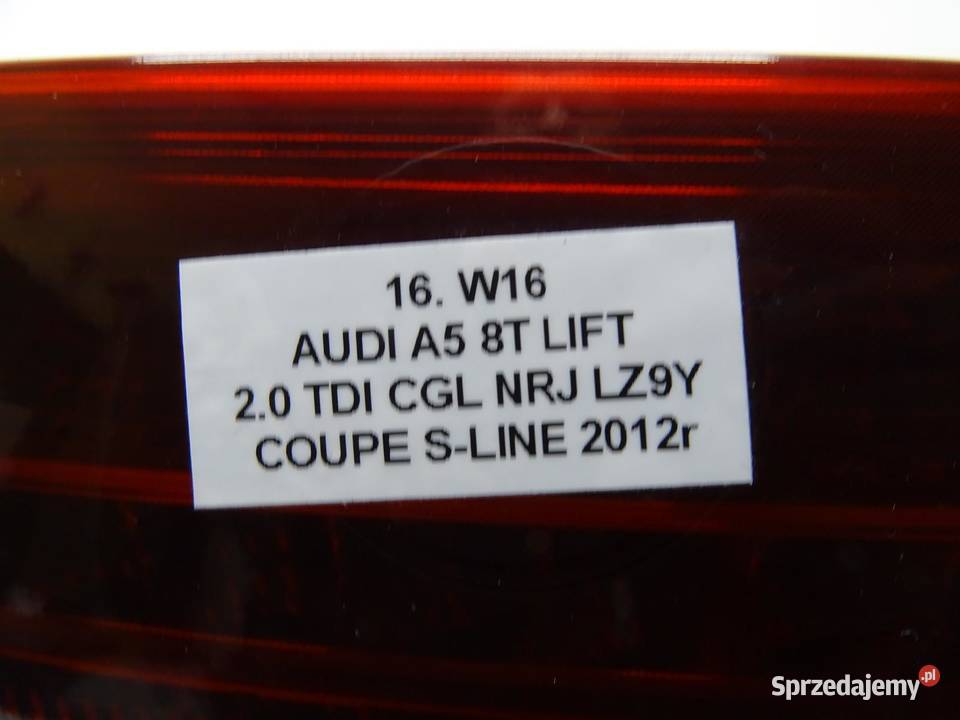 16. W16
AUDI A5 8T LIFT
2.0 TDI CGL NRJ LZ9Y
COUPE S-LINE 2012r
Sprzedajemy.pl